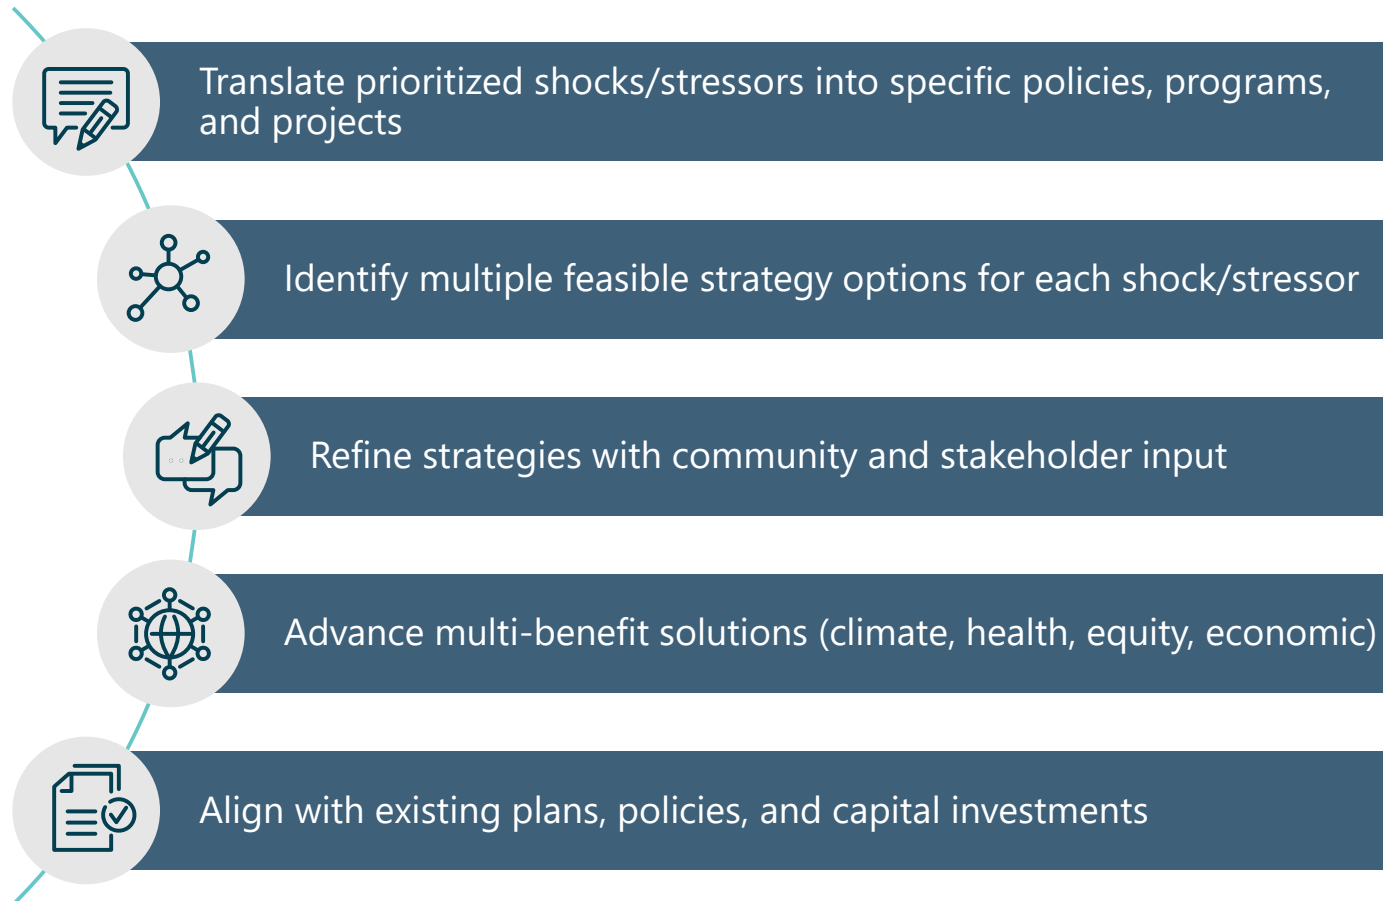 Translate prioritized shocks/stressors into specific policies, programs,
and projects
Identify multiple feasible strategy options for each shock/stressor
Refine strategies with community and stakeholder input
Advance multi-benefit solutions (climate, health, equity, economic)
Align with existing plans, policies, and capital investments